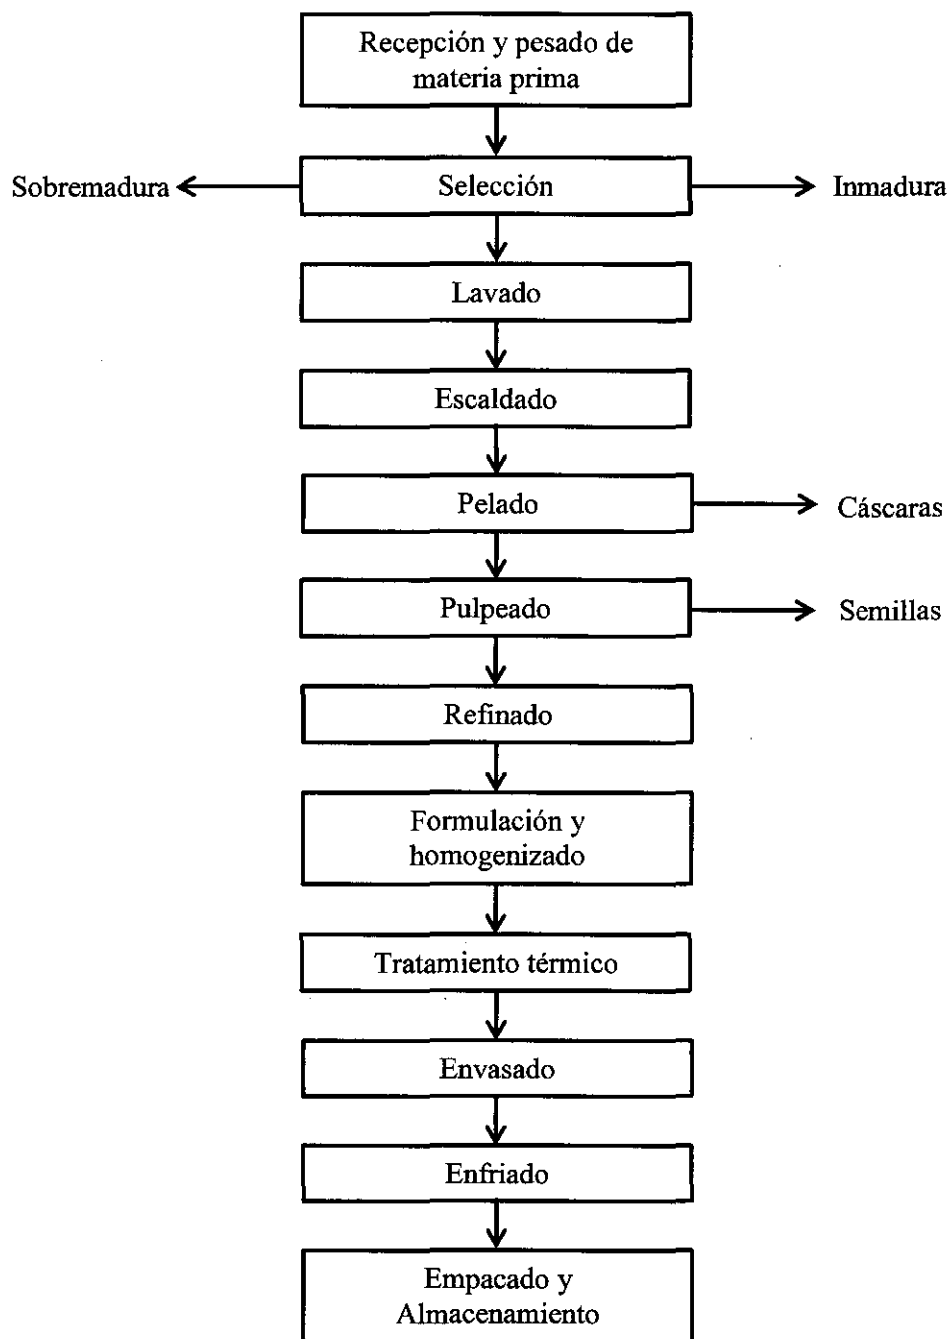 Recepción y pesado de
materia prima
Sobremadura
Selección
Inmadura
Lavado
Escaldado
Pelado
Cáscaras
Pulpeado
Semillas
Refinado
Formulación y
homogenizado
Tratamiento térmico
Envasado
Enfriado
Empacado y
Almacenamiento